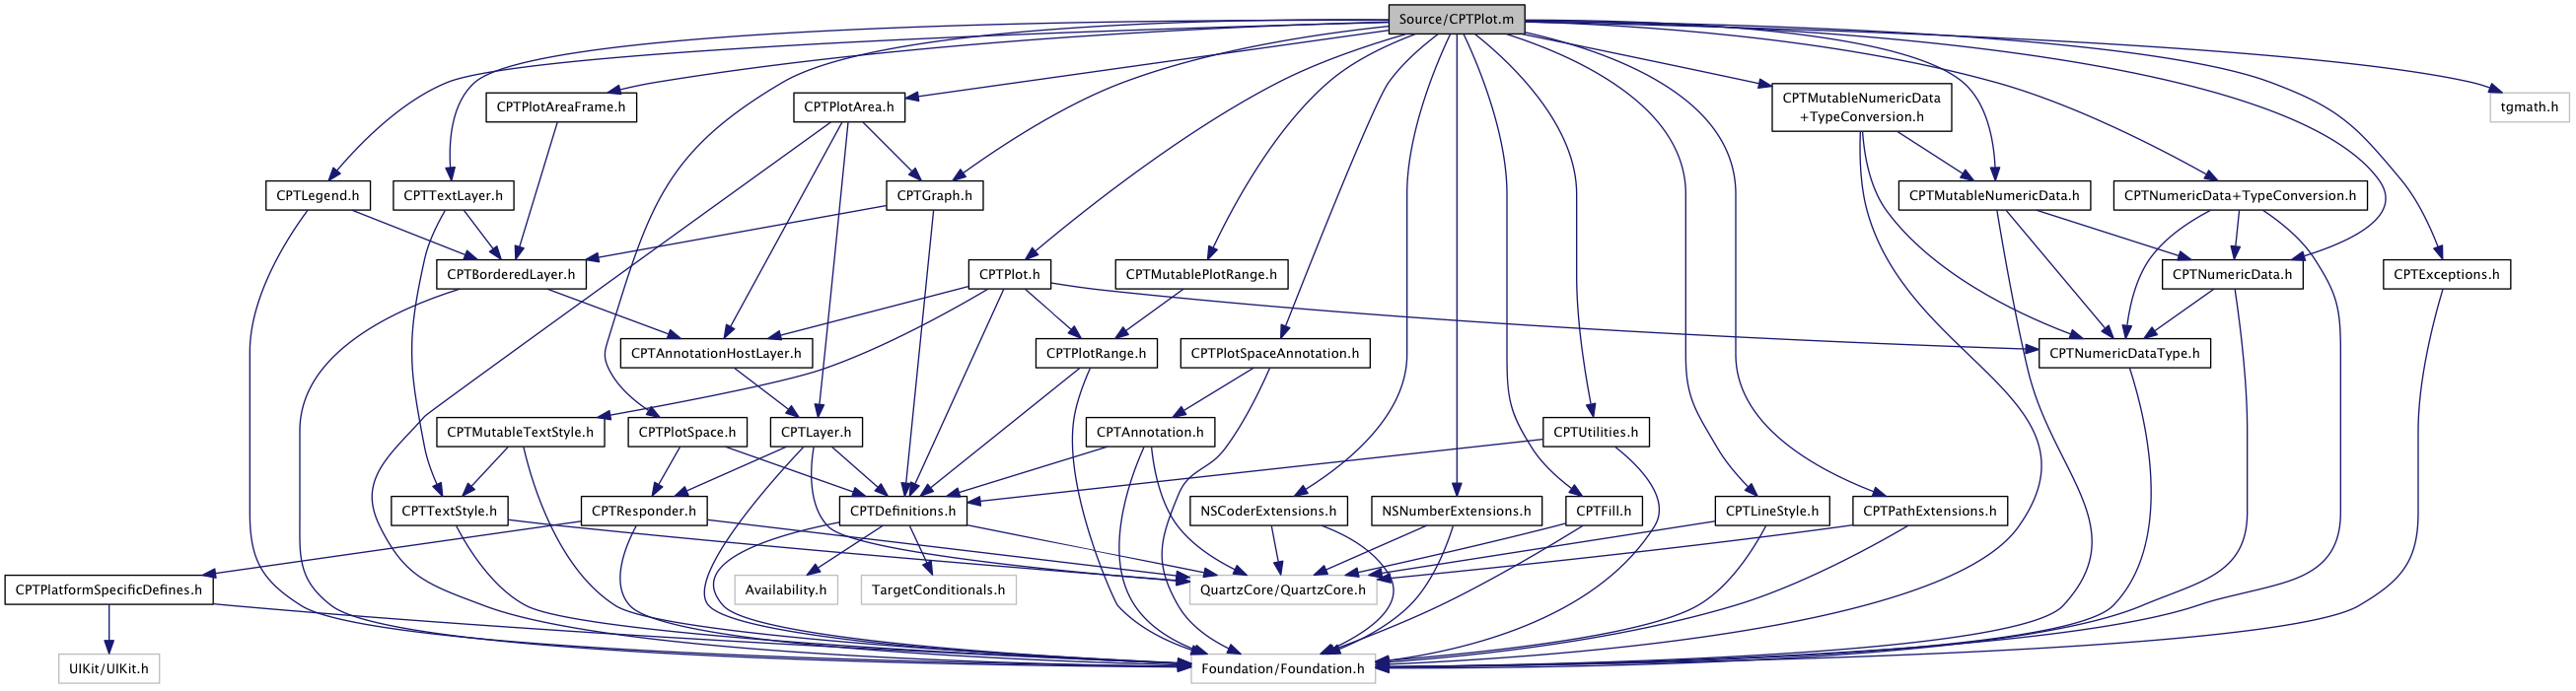 Source/CPTPlot.m
CPTPlotAreaFrame.h
CPTPlotArea.h
CPTMutableNumericData
+TypeConversion.h
tgmath.h
CPTLegend.h
CPTTextLayer.h
CPTGraph.h
CPTMutableNumericData.h
CPTNumericData+TypeConversion.h
CPTBorderedLayer.h
CPTPlot.h
CPTMutablePlotRange.h
CPTNumericData.h
CPTExceptions.h
CPTAnnotationHostLayer.h
CPTPlotRange.h
CPTPlotSpaceAnnotation.h
CPTNumericDataType.h
CPTMutableTextStyle.h
CPTPlotSpace.h
CPTLayer.h
CPTAnnotation.h
CPTUtilities.h
CPTTextStyle.h
CPTResponder.h
CPTDefinitions.h
NSCoderExtensions.h
NSNumberExtensions.h
CPTFill.h
CPTLineStyle.h
CPTPathExtensions.h
CPTPlatformSpecificDefines.h
Availability.h
TargetConditionals.h
QuartzCore/QuartzCore.h
UIKit/UIKit.h
Foundation/Foundation.h